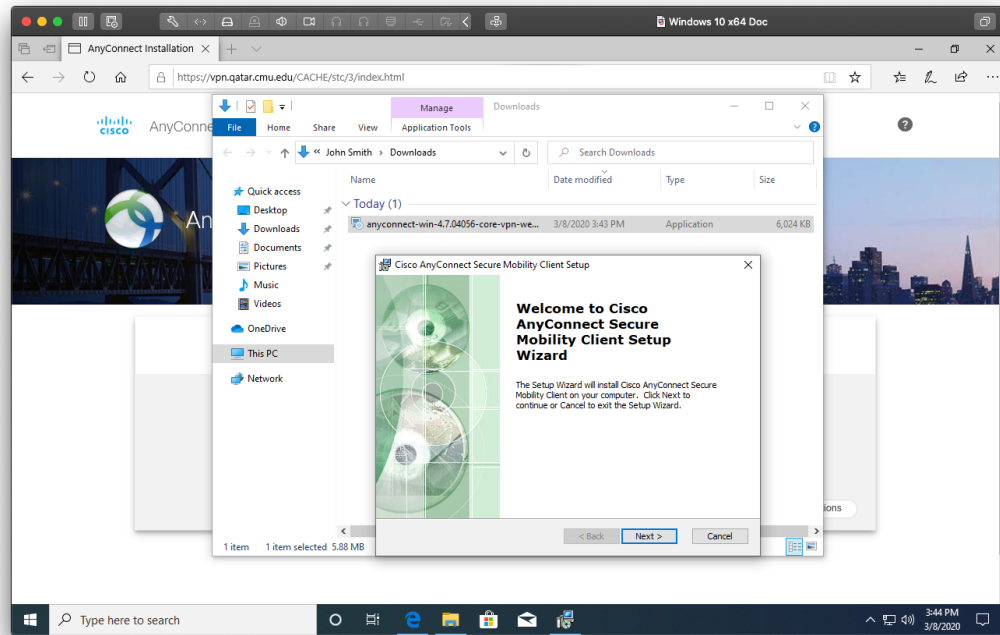 Windows 10 x64 Doc
AnyConnect Installation
https://vpn.qatar.cmu.edu/CACHE/stc/3/index.html
Manage
Downloads
File
Home
Share
View
Application Tools
cisco
AnyConne
« John Smith > Downloads
Search Downloads
Name
Date modified
Type
Size
Quick access
Desktop
Downloads
Documents
Pictures
Music
Videos
OneDrive
This PC
Network
Today (1)
anyconnect-win-4.7.04056-core-vpn-we...
3/8/2020 3:43 PM
Application
6,024 KB
An
Cisco AnyConnect Secure Mobility Client Setup
Welcome to Cisco
AnyConnect Secure
Mobility Client Setup
Wizard
The Setup Wizard will install Cisco AnyConnect Secure
Mobility Client on your computer. Click Next to
continue or Cancel to exit the Setup Wizard.
< Back
Next >
Cancel
ions
1 item
1 item selected 5.88 MB
Type here to search
3:44 PM
3/8/2020